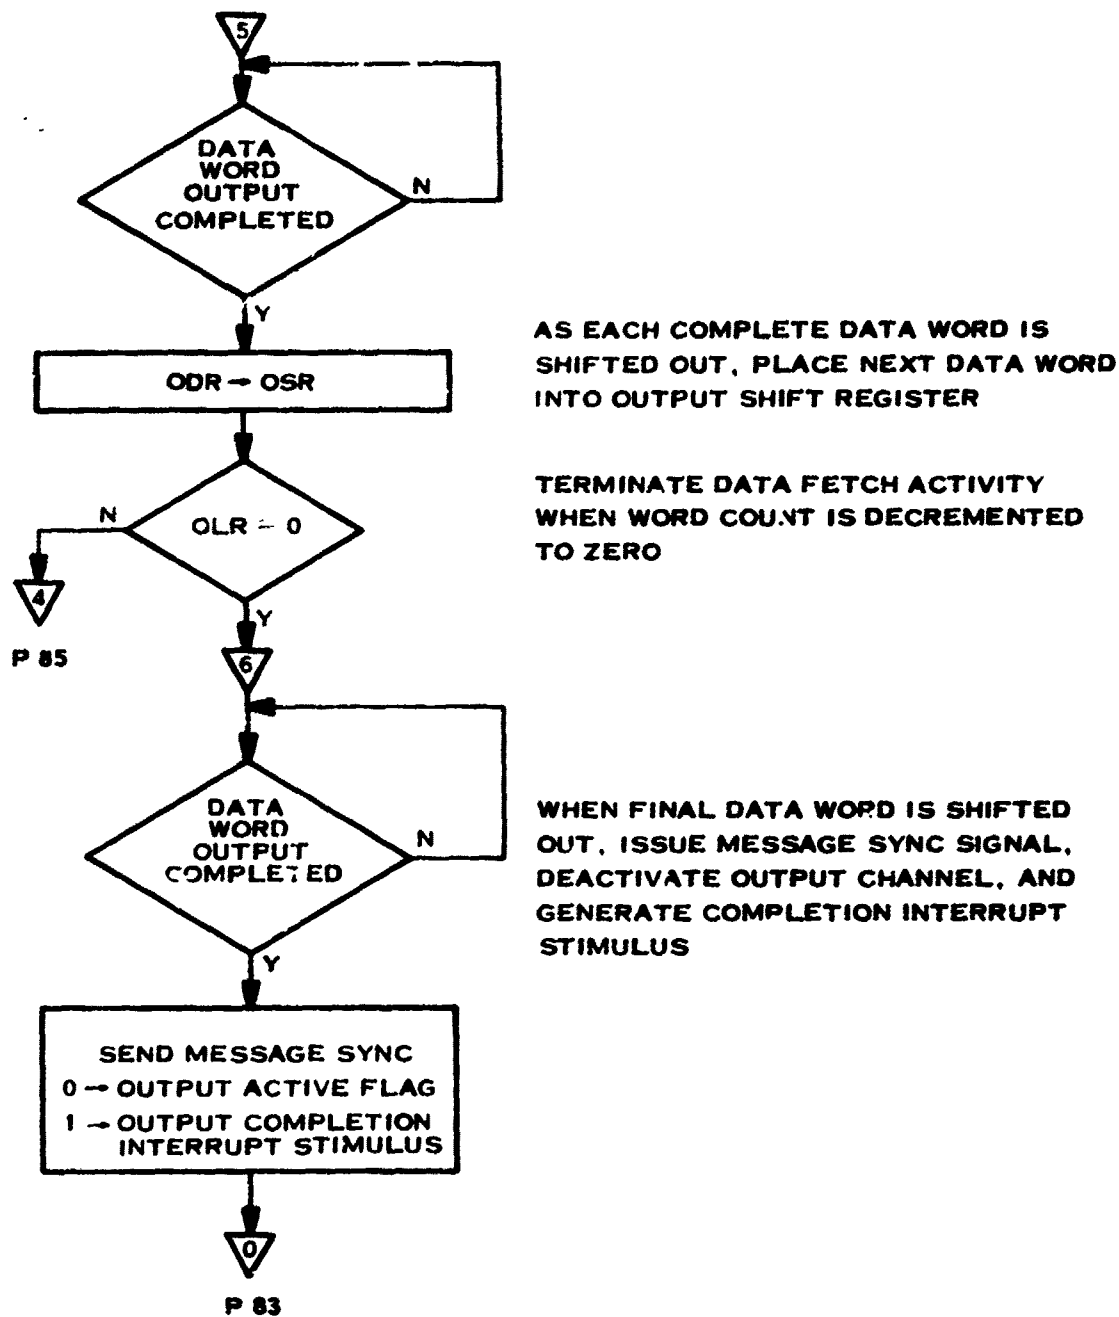 5
DATA
WORD
OUTPUT
COMPLETED
N
Y
ODR → OSR
AS EACH COMPLETE DATA WORD IS
SHIFTED OUT, PLACE NEXT DATA WORD
INTO OUTPUT SHIFT REGISTER
N
OLR = 0
TERMINATE DATA FETCH ACTIVITY
WHEN WORD COUNT IS DECREMENTED
TO ZERO
4
P 85
Y
6
DATA
WORD
OUTPUT
COMPLETED
N
WHEN FINAL DATA WORD IS SHIFTED
OUT, ISSUE MESSAGE SYNC SIGNAL,
DEACTIVATE OUTPUT CHANNEL, AND
GENERATE COMPLETION INTERRUPT
STIMULUS
Y
SEND MESSAGE SYNC
0 → OUTPUT ACTIVE FLAG
1 → OUTPUT COMPLETION
INTERRUPT STIMULUS
0
P 83